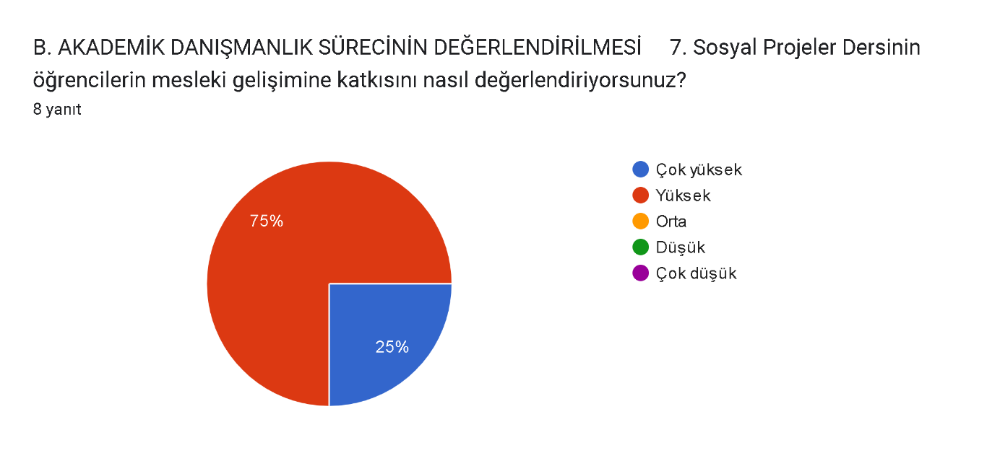 B. AKADEMİK DANIŞMANLIK SÜRECİNİN DEĞERLENDİRİLMESİ 7. Sosyal Projeler Dersinin
öğrencilerin mesleki gelişimine katkısını nasıl değerlendiriyorsunuz?
8 yanıt
Çok yüksek
Yüksek
Orta
Düşük
Çok düşük
75%
25%